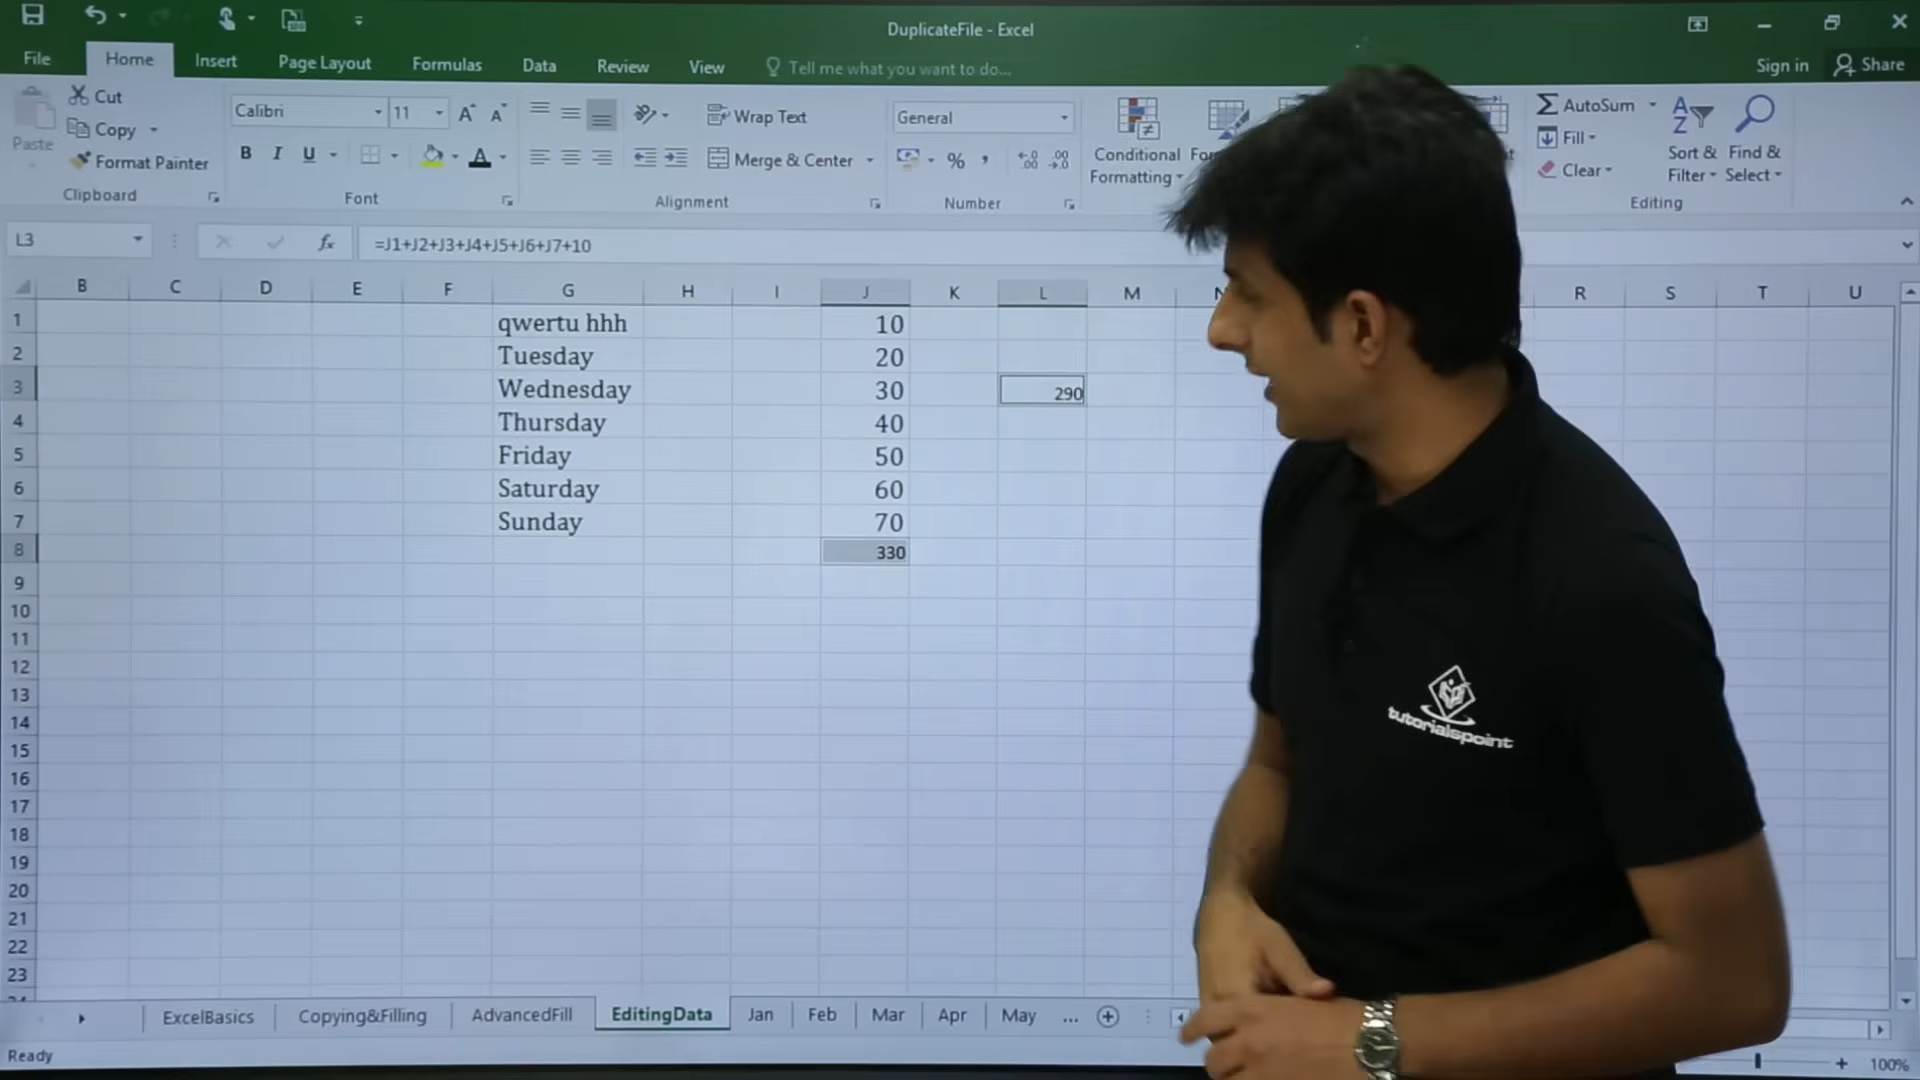 DuplicateFile - Excel
File Home Insert Page Layout Formulas Data Review View Tell me what you want to do... Sign in Share
Paste
Cut
Copy
Format Painter
Clipboard
Calibri 11 A A
B I U A
Font
Wrap Text
Merge & Center
Alignment
General
%
Number
Conditional
Formatting
AutoSum
Fill
Clear
Sort &
Filter
Find &
Select
Editing
L3 fx =J1+J2+J3+J4+J5+J6+J7+10
B C D E F G H I J K L M N R S T U
1 qwertu hhh 10
2 Tuesday 20
3 Wednesday 30 290
4 Thursday 40
5 Friday 50
6 Saturday 60
7 Sunday 70
8 330
9
10
11
12
13
14
15
16
17
18
19
20
21
22
23
tutorialspoint
ExcelBasics Copying&Filling AdvancedFill EditingData Jan Feb Mar Apr May ...
Ready 100%